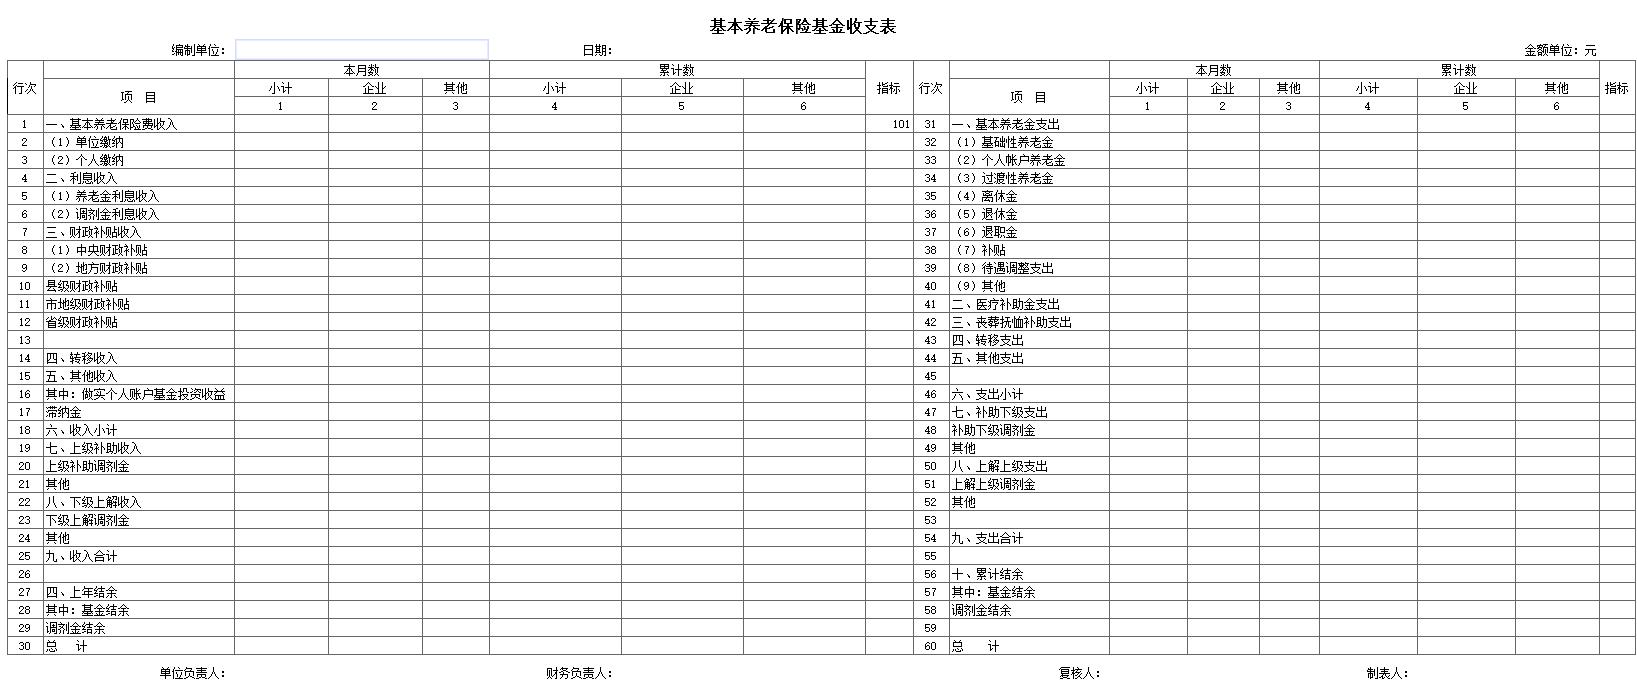 基本养老保险基金收支表
编制单位: 日期: 金额单位: 元
行次 项 目 本月数 累计数 指标 行次 项 目 本月数 累计数 指标
小计 企业 其他 小计 企业 其他 小计 企业 其他 小计 企业 其他
1 2 3 4 5 6 1 2 3 4 5 6
1 一、基本养老保险费收入 101 31 一、基本养老金支出
2 (1)单位缴纳 32 (1)基础性养老金
3 (2)个人缴纳 33 (2)个人帐户养老金
4 二、利息收入 34 (3)过渡性养老金
5 (1)养老金利息收入 35 (4)离休金
6 (2)调剂金利息收入 36 (5)退休金
7 三、财政补贴收入 37 (6)退职金
8 (1)中央财政补贴 38 (7)补贴
9 (2)地方财政补贴 39 (8)待遇调整支出
10 县级财政补贴 40 (9)其他
11 市地级财政补贴 41 二、医疗补助金支出
12 省级财政补贴 42 三、丧葬抚恤补助支出
13 43 四、转移支出
14 四、转移收入 44 五、其他支出
15 五、其他收入 45
16 其中: 做实个人账户基金投资收益 46 六、支出小计
17 滞纳金 47 七、补助下级支出
18 六、收入小计 48 补助下级调剂金
19 七、上级补助收入 49 其他
20 上级补助调剂金 50 八、上解上级支出
21 其他 51 上解上级调剂金
22 八、下级上解收入 52 其他
23 下级上解调剂金 53
24 其他 54 九、支出合计
25 九、收入合计 55
26 56 十、累计结余
27 四、上年结余 57 其中: 基金结余
28 其中: 基金结余 58 调剂金结余
29 调剂金结余 59
30 总 计 60 总 计
单位负责人: 财务负责人: 复核人: 制表人: